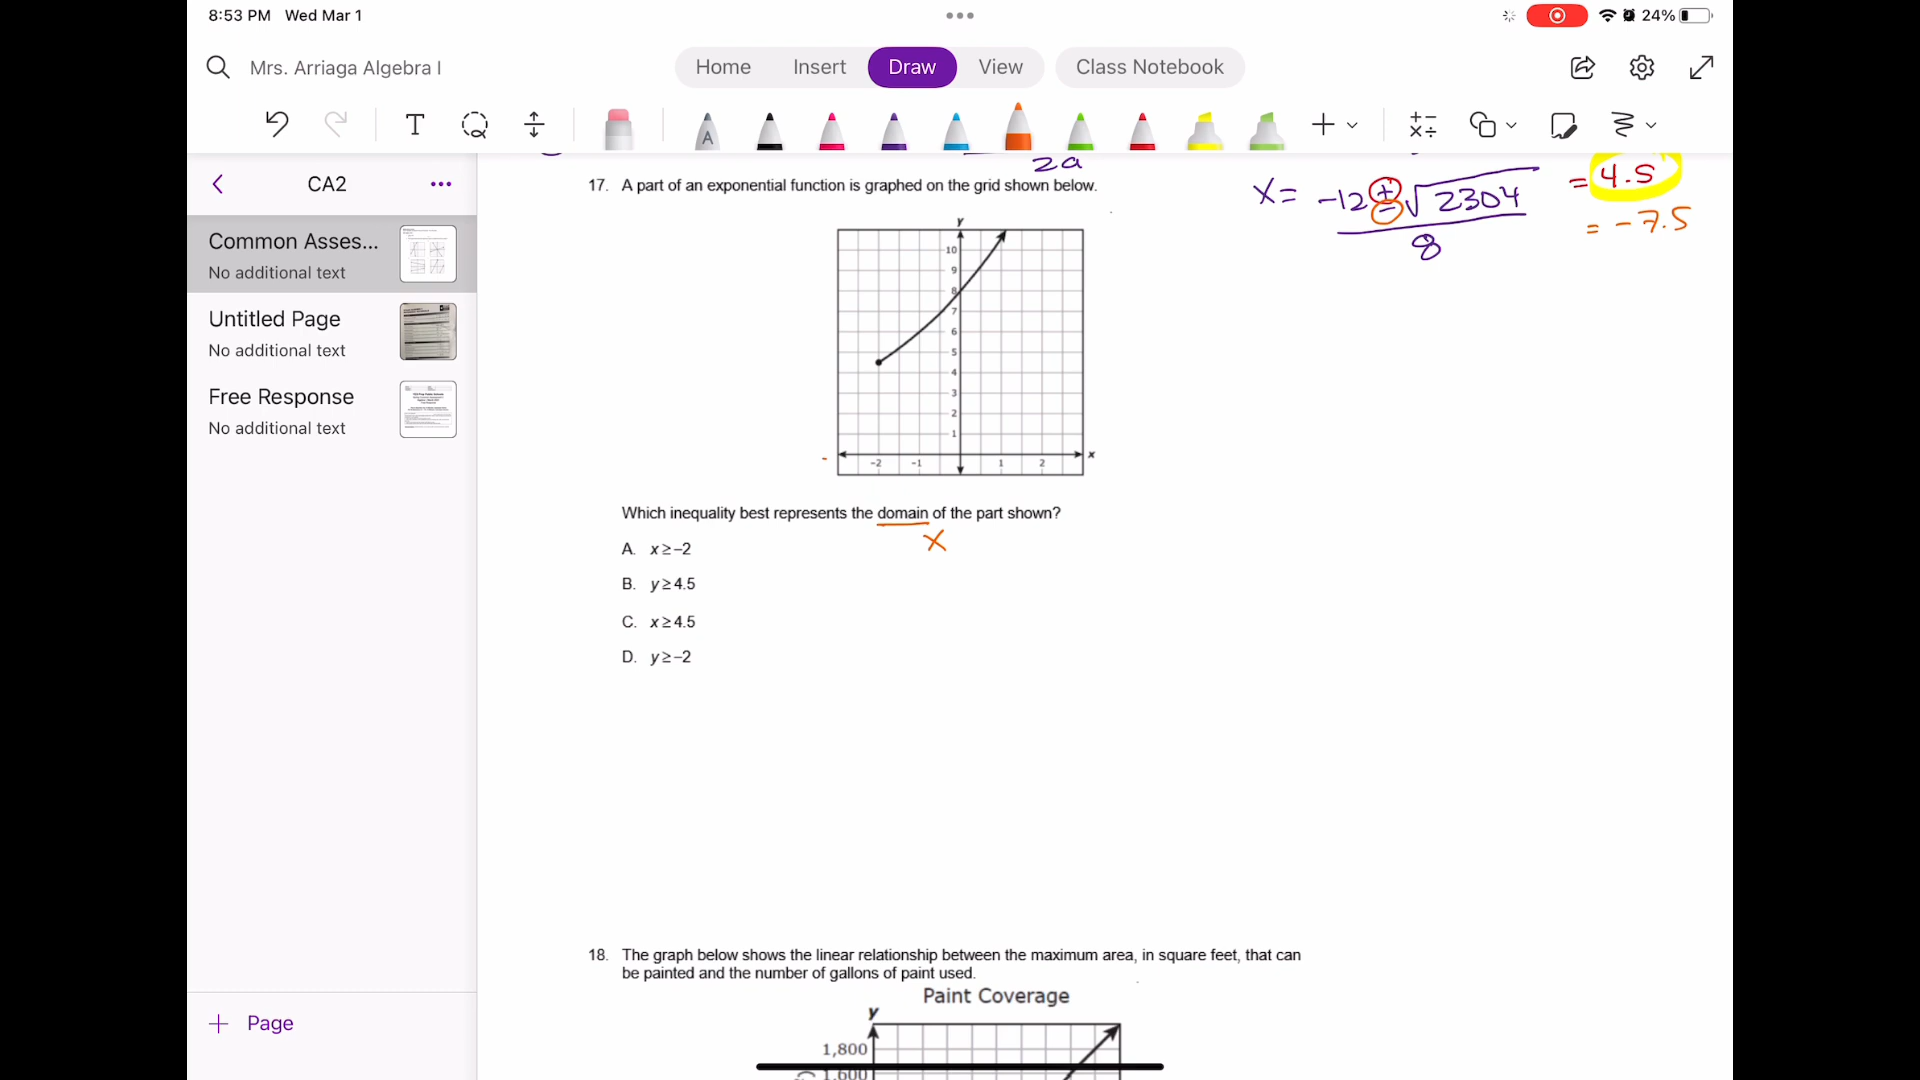 8:53 PM Wed Mar 1
24%
Mrs. Arriaga Algebra I
Home Insert Draw View Class Notebook
T
A
CA2
Common Asses...
No additional text
Untitled Page
No additional text
Free Response
No additional text
+ Page
2a
17. A part of an exponential function is graphed on the grid shown below.
x = -12 ± √2304
8
= 4.5
= -7.5
y
10
9
8
7
6
5
4
3
2
1
-2 -1 1 2 x
Which inequality best represents the domain of the part shown?
x
A. x ≥ −2
B. y ≥ 4.5
C. x ≥ 4.5
D. y ≥ −2
18. The graph below shows the linear relationship between the maximum area, in square feet, that can
be painted and the number of gallons of paint used.
Paint Coverage
y
1,800
1,600